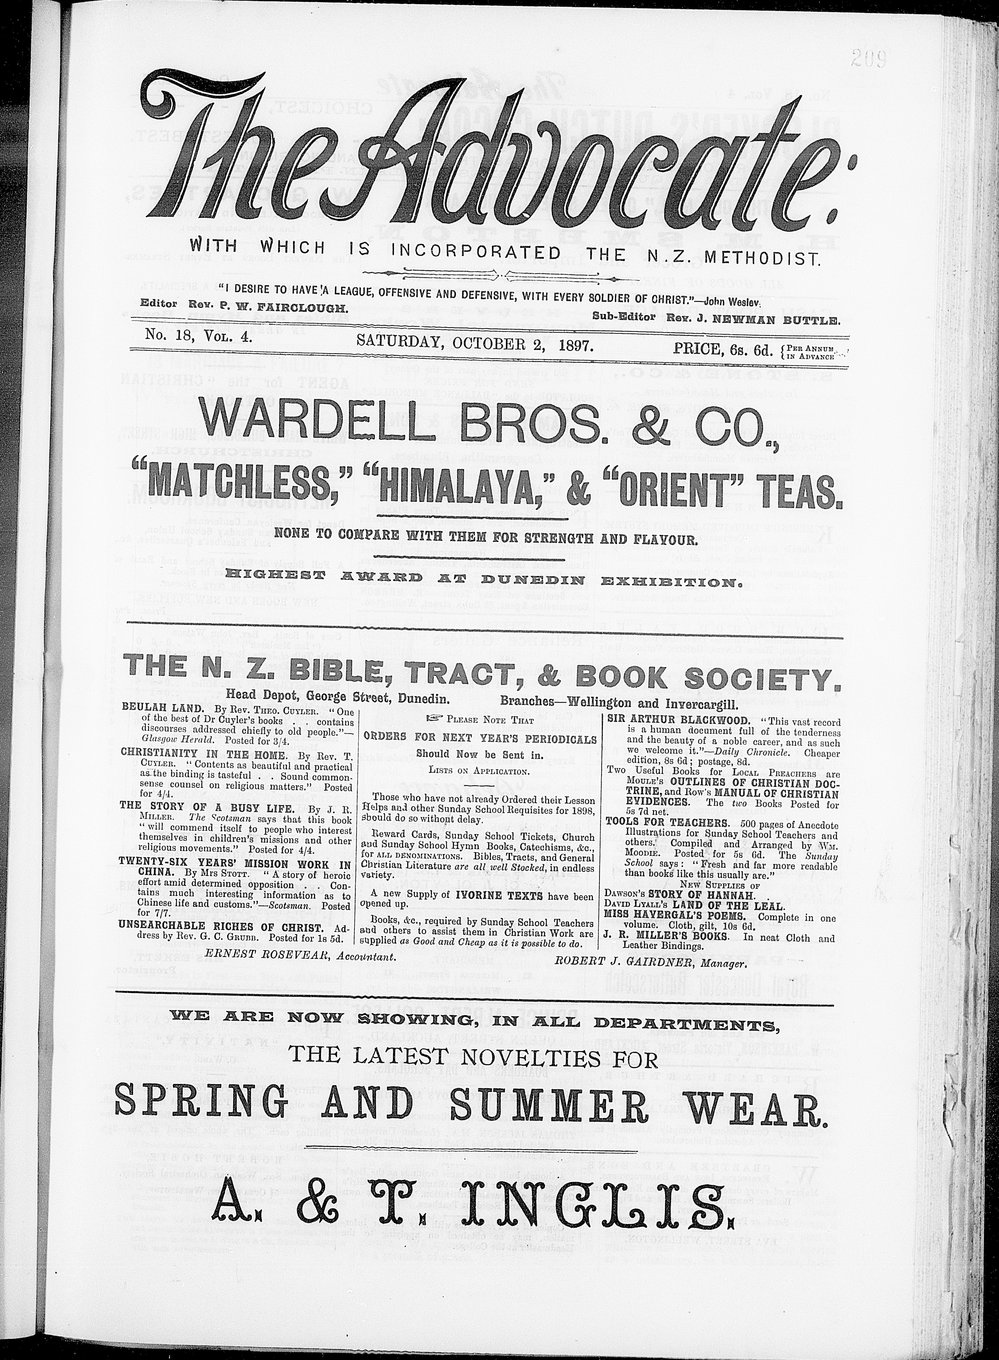 209
The Advocate:
WITH WHICH IS INCORPORATED THE N.Z. METHODIST.
"I DESIRE TO HAVE A LEAGUE, OFFENSIVE AND DEFENSIVE, WITH EVERY SOLDIER OF CHRIST."—John Wesley.
Editor Rev. P. W. FAIRCLOUGH.
Sub-Editor Rev. J. NEWMAN BUTTLE.
No. 18, VOL. 4.
SATURDAY, OCTOBER 2, 1897.
PRICE, 6s. 6d. { PER ANNUM IN ADVANCE
WARDELL BROS. & CO.,
"MATCHLESS," "HIMALAYA," & "ORIENT" TEAS.
NONE TO COMPARE WITH THEM FOR STRENGTH AND FLAVOUR.
HIGHEST AWARD AT DUNEDIN EXHIBITION.
THE N. Z. BIBLE, TRACT, & BOOK SOCIETY.
Head Depot, George Street, Dunedin. Branches—Wellington and Invercargill.
BEULAH LAND. By Rev. THEO. CUYLER. "One
of the best of Dr Cuyler's books . . contains
discourses addressed chiefly to old people."—
Glasgow Herald. Posted for 3/4.
CHRISTIANITY IN THE HOME. By Rev. T.
CUYLER. "Contents as beautiful and practical
as the binding is tasteful . . Sound common-
sense counsel on religious matters." Posted
for 4/4.
THE STORY OF A BUSY LIFE. By J. R.
MILLER. The Scotsman says that this book
"will commend itself to people who interest
themselves in children's missions and other
religious movements." Posted for 4/4.
TWENTY-SIX YEARS' MISSION WORK IN
CHINA. By Mrs STOTT. "A story of heroic
effort amid determined opposition . . Con-
tains much interesting information as to
Chinese life and customs."—Scotsman. Posted
for 7/7.
UNSEARCHABLE RICHES OF CHRIST. Ad-
dress by Rev. G. C. GRUBB. Posted for 1s 5d.
☞ PLEASE NOTE THAT
ORDERS FOR NEXT YEAR'S PERIODICALS
Should Now be Sent in.
LISTS ON APPLICATION.
Those who have not already Ordered their Lesson
Helps and other Sunday School Requisites for 1898,
should do so without delay.
Reward Cards, Sunday School Tickets, Church
and Sunday School Hymn Books, Catechisms, &c.,
for ALL DENOMINATIONS. Bibles, Tracts, and General
Christian Literature are all well Stocked, in endless
variety.
A new Supply of IVORINE TEXTS have been
opened up.
Books, &c., required by Sunday School Teachers
and others to assist them in Christian Work are
supplied as Good and Cheap as it is possible to do.
SIR ARTHUR BLACKWOOD. "This vast record
is a human document full of the tenderness
and the beauty of a noble career, and as such
we welcome it."—Daily Chronicle. Cheaper
edition, 8s 6d; postage, 8d.
Two Useful Books for LOCAL PREACHERS are
MOULE'S OUTLINES OF CHRISTIAN DOC-
TRINE, and Row's MANUAL OF CHRISTIAN
EVIDENCES. The two Books Posted for
5s 7d net.
TOOLS FOR TEACHERS. 500 pages of Anecdote
Illustrations for Sunday School Teachers and
others. Compiled and Arranged by WM.
MOODIE. Posted for 5s 6d. The Sunday
School says: "Fresh and far more readable
than books like this usually are."
NEW SUPPLIES OF
DAWSON'S STORY OF HANNAH.
DAVID LYALL'S LAND OF THE LEAL.
MISS HAVERGAL'S POEMS. Complete in one
volume. Cloth, gilt, 10s 6d.
J. R. MILLER'S BOOKS. In neat Cloth and
Leather Bindings.
ERNEST ROSEVEAR, Accountant.
ROBERT J. GAIRDNER, Manager.
WE ARE NOW SHOWING, IN ALL DEPARTMENTS,
THE LATEST NOVELTIES FOR
SPRING AND SUMMER WEAR.
A. & T. INGLIS.